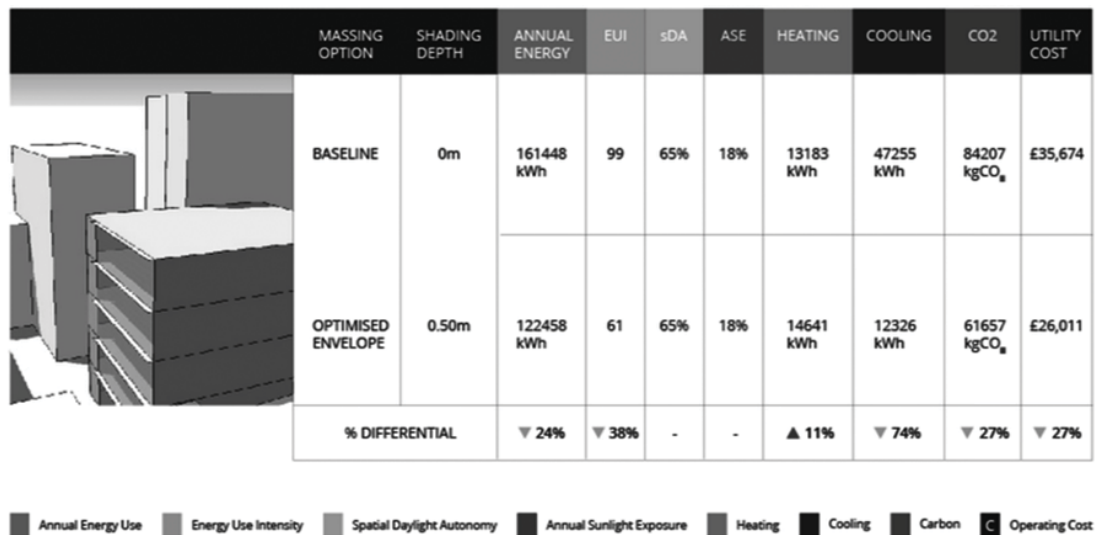 MASSING OPTION SHADING DEPTH ANNUAL ENERGY EUI sDA ASE HEATING COOLING CO2 UTILITY COST
BASELINE 0m 161448 kWh 99 65% 18% 13183 kWh 47255 kWh 84207 kgCO £35,674
OPTIMISED ENVELOPE 0.50m 122458 kWh 61 65% 18% 14641 kWh 12326 kWh 61657 kgCO £26,011
% DIFFERENTIAL ▼ 24% ▼ 38% - - ▲ 11% ▼ 74% ▼ 27% ▼ 27%
Annual Energy Use Energy Use Intensity Spatial Daylight Autonomy Annual Sunlight Exposure Heating Cooling Carbon C Operating Cost